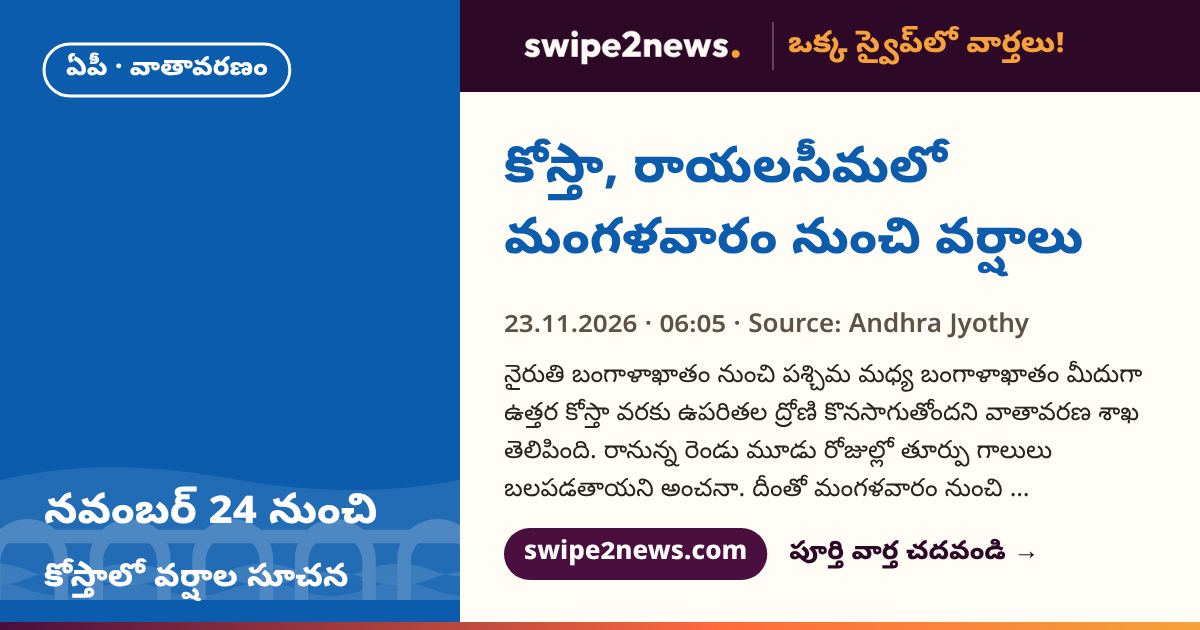 ఏపీ · వాతావరణం
నవంబర్ 24 నుంచి
కోస్తాలో వర్షాల సూచన
swipe2news. ఒక్క స్వైప్‌లో వార్తలు!
కోస్తా, రాయలసీమలో
మంగళవారం నుంచి వర్షాలు
23.11.2026 · 06:05 · Source: Andhra Jyothy
నైరుతి బంగాళాఖాతం నుంచి పశ్చిమ మధ్య బంగాళాఖాతం మీదుగా
ఉత్తర కోస్తా వరకు ఉపరితల ద్రోణి కొనసాగుతోందని వాతావరణ శాఖ
తెలిపింది. రానున్న రెండు మూడు రోజుల్లో తూర్పు గాలులు
బలపడతాయని అంచనా. దీంతో మంగళవారం నుంచి ...
swipe2news.com పూర్తి వార్త చదవండి →